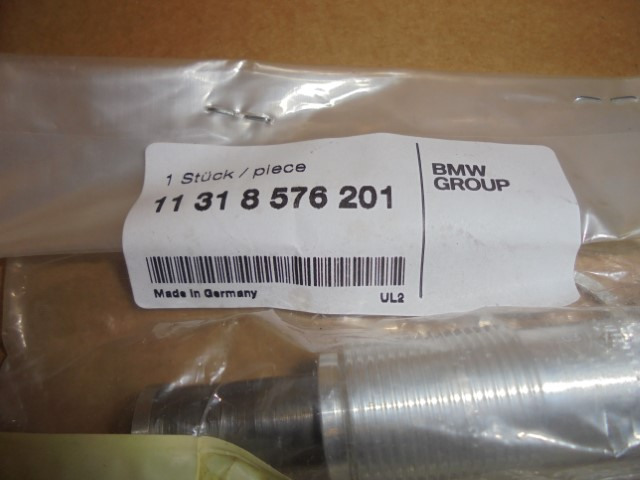 1 Stück / piece
11 31 8 576 201
Made in Germany
UL2
BMW
GROUP